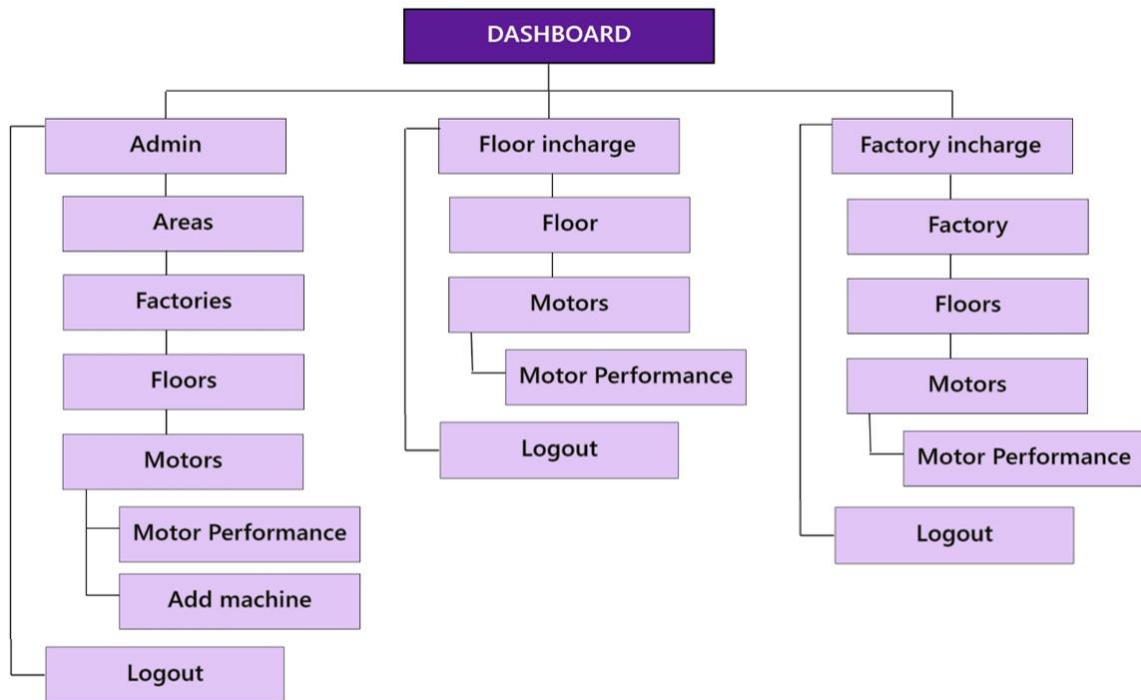 DASHBOARD
Admin
Areas
Factories
Floors
Motors
Motor Performance
Add machine
Logout
Floor incharge
Floor
Motors
Motor Performance
Logout
Factory incharge
Factory
Floors
Motors
Motor Performance
Logout